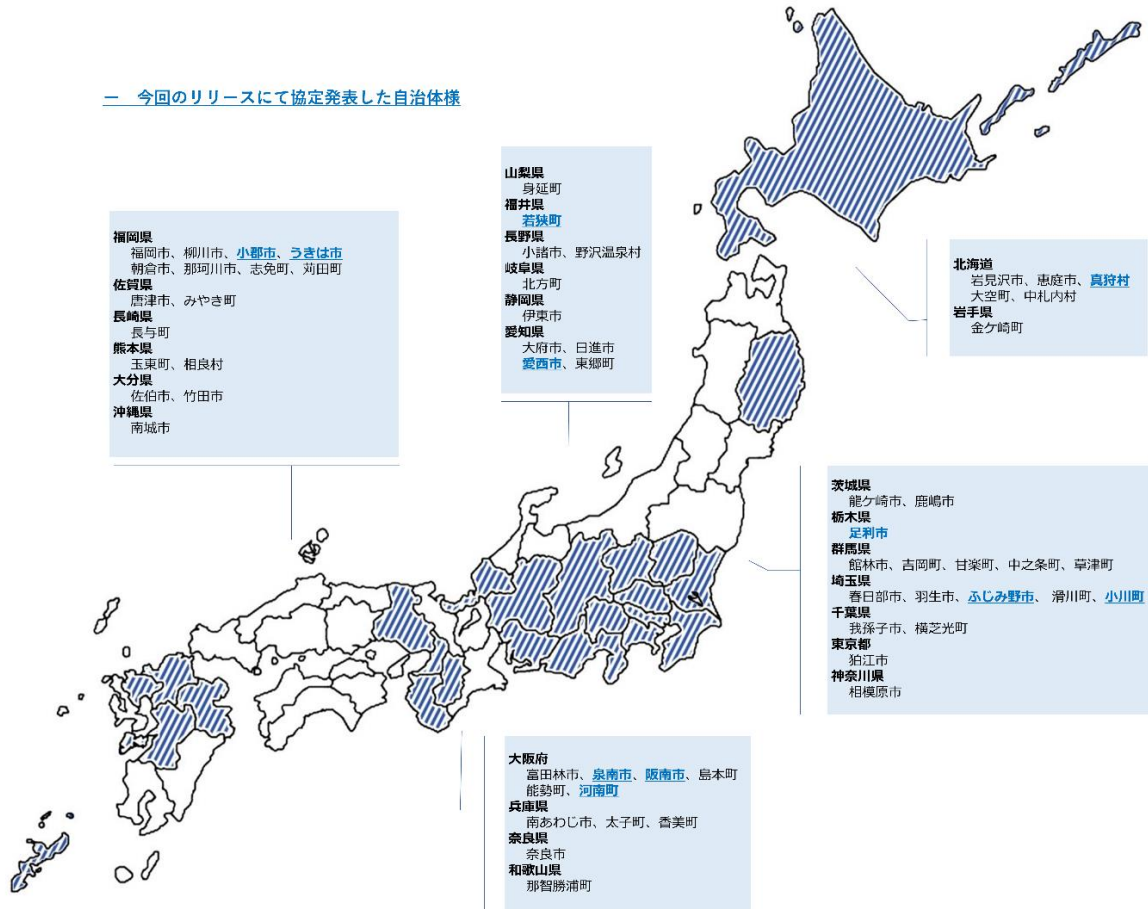 ー 今回のリリースにて協定発表した自治体様
山梨県
身延町
福井県
若狭町
長野県
小諸市、野沢温泉村
岐阜県
北方町
静岡県
伊東市
愛知県
大府市、日進市
愛西市、東郷町
福岡県
福岡市、柳川市、小郡市、うきは市
朝倉市、那珂川市、志免町、苅田町
佐賀県
唐津市、みやき町
長崎県
長与町
熊本県
玉東町、相良村
大分県
佐伯市、竹田市
沖縄県
南城市
北海道
岩見沢市、恵庭市、真狩村
大空町、中札内村
岩手県
金ケ崎町
茨城県
龍ケ崎市、鹿嶋市
栃木県
足利市
群馬県
館林市、吉岡町、甘楽町、中之条町、草津町
埼玉県
春日部市、羽生市、ふじみ野市、 滑川町、小川町
千葉県
我孫子市、横芝光町
東京都
狛江市
神奈川県
相模原市
大阪府
富田林市、泉南市、阪南市、島本町
能勢町、河南町
兵庫県
南あわじ市、太子町、香美町
奈良県
奈良市
和歌山県
那智勝浦町